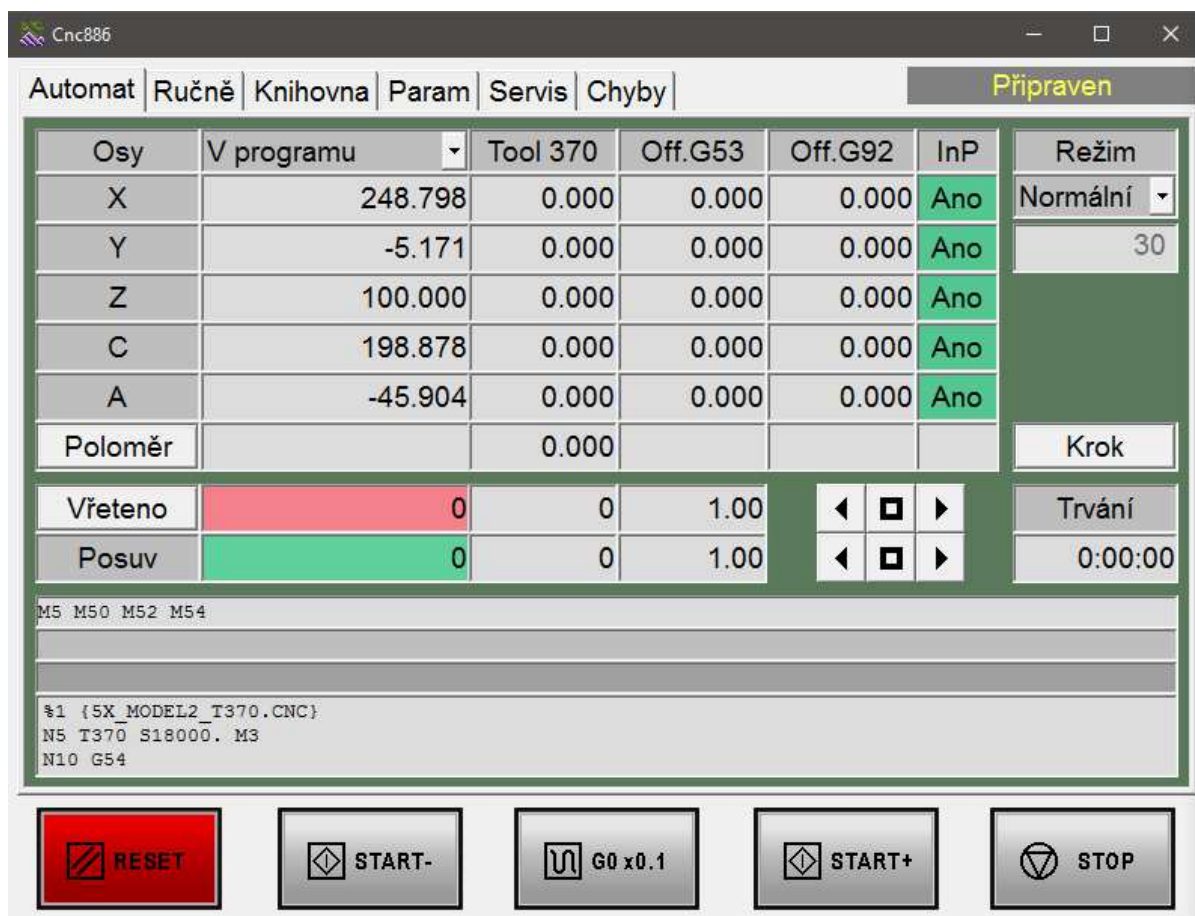 Cnc886
Automat Ručně Knihovna Param Servis Chyby Připraven
Osy V programu Tool 370 Off.G53 Off.G92 InP Režim
X 248.798 0.000 0.000 0.000 Ano Normální
Y -5.171 0.000 0.000 0.000 Ano 30
Z 100.000 0.000 0.000 0.000 Ano
C 198.878 0.000 0.000 0.000 Ano
A -45.904 0.000 0.000 0.000 Ano
Poloměr 0.000 Krok
Vřeteno 0 0 1.00 Trvání
Posuv 0 0 1.00 0:00:00
M5 M50 M52 M54
%1 {5X_MODEL2_T370.CNC}
N5 T370 S18000. M3
N10 G54
RESET START- G0 x0.1 START+ STOP